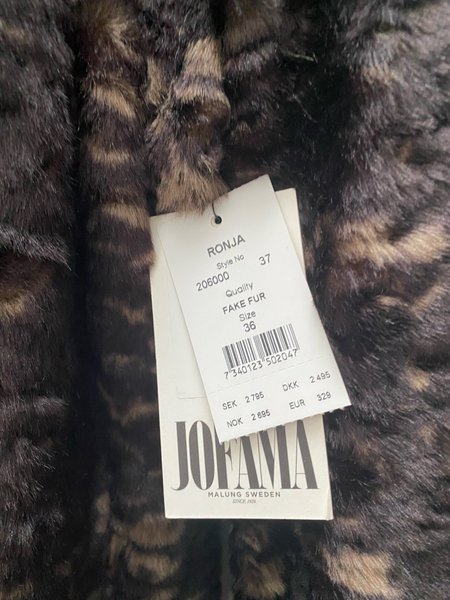 RONJA
Style No
206000 37
Quality
FAKE FUR
Size
36
7 340123 502047
SEK 2 795 DKK 2 495
NOK 2 695 EUR 329
JOFAMA
MALUNG SWEDEN
SINCE 1926